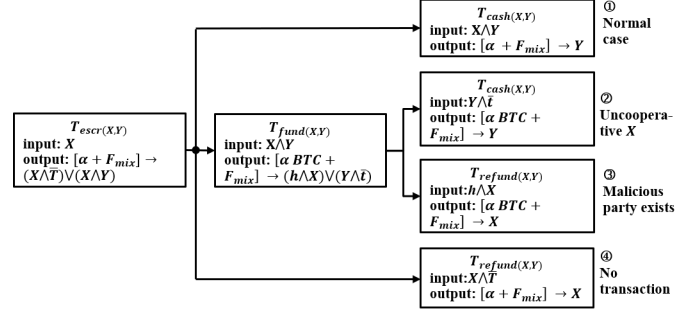 T_cash(X,Y)
input: X∧Y
output: [α + F_mix] → Y
①
Normal
case
T_cash(X,Y)
input:Y∧t̄
output: [α BTC +
F_mix] → Y
②
Uncoopera-
tive X
T_escr(X,Y)
input: X
output: [α + F_mix] →
(X∧T̄)∨(X∧Y)
T_fund(X,Y)
input: X∧Y
output: [α BTC +
F_mix] → (h∧X)∨(Y∧t̄)
T_refund(X,Y)
input:h∧X
output: [α BTC +
F_mix] → X
③
Malicious
party exists
T_refund(X,Y)
input:X∧T̄
output: [α + F_mix] → X
④
No
transaction